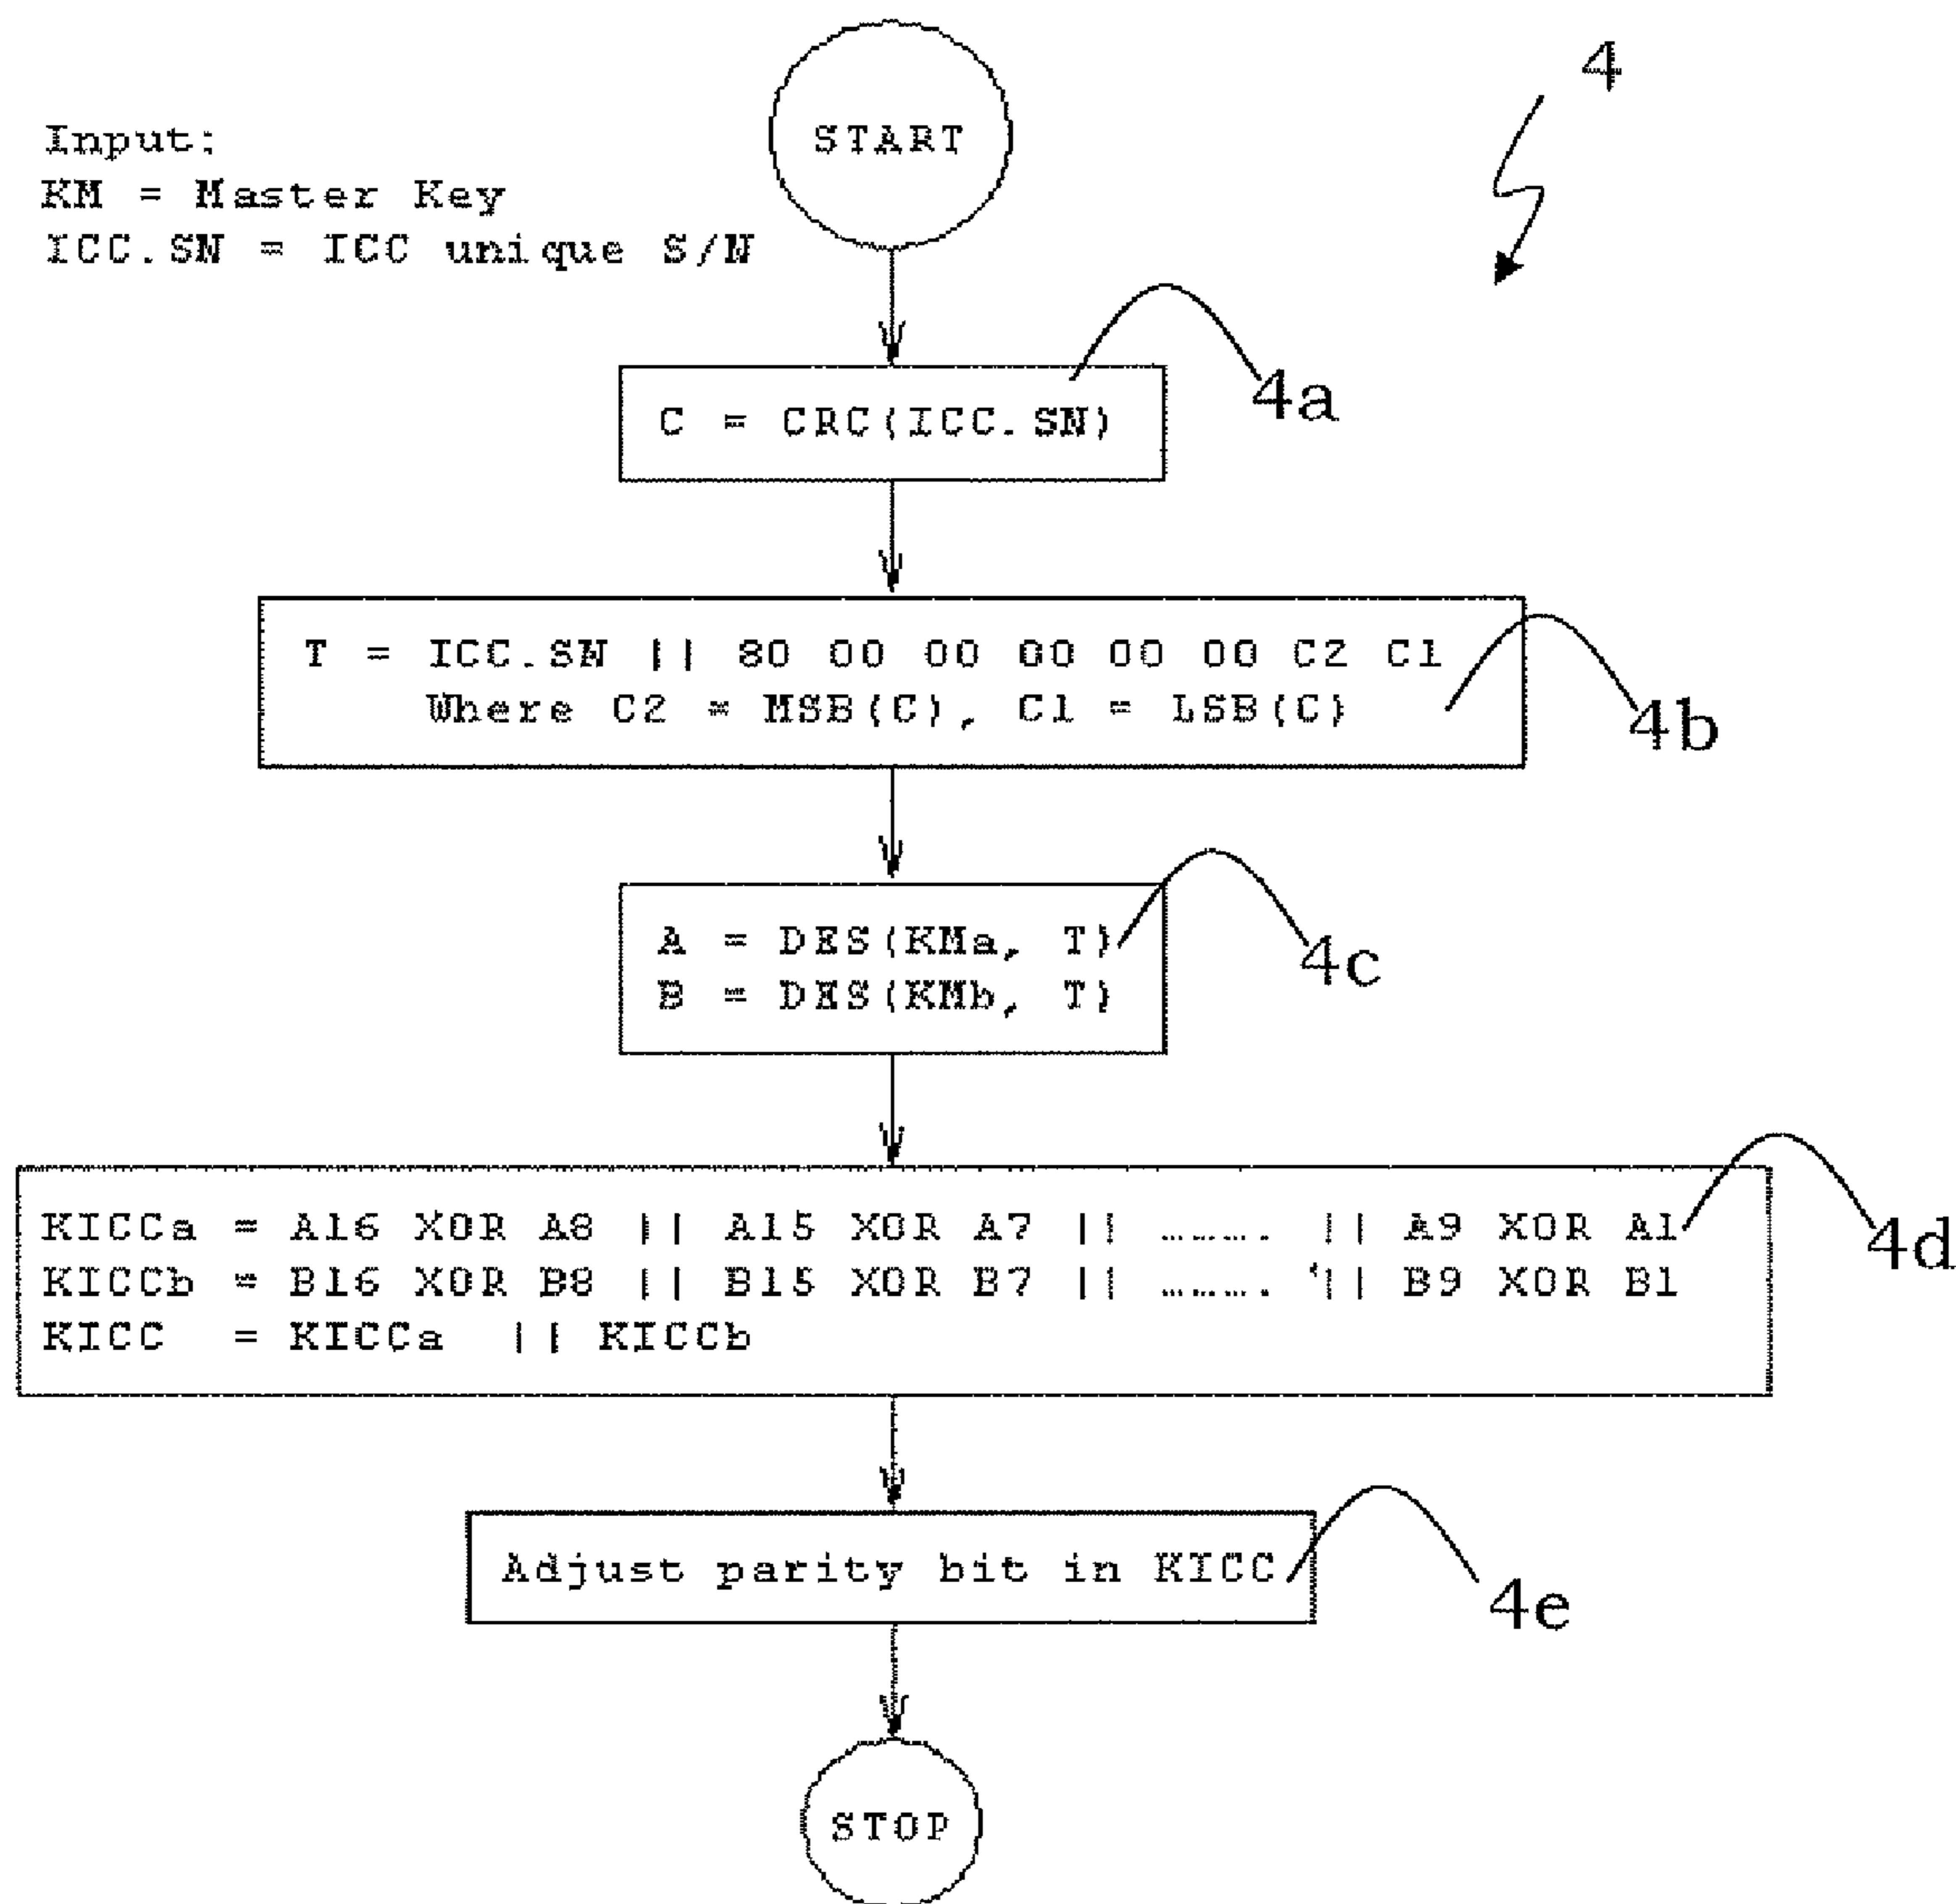 4
START
Input:
KM = Master Key
ICC.SN = ICC unique S/N
4a
C = CRC(ICC.SN)
T = ICC.SN || 80 00 00 00 00 00 C2 C1
Where C2 = MSB(C), C1 = LSB(C)
4b
A = DES(KMa, T)
B = DES(KMb, T)
4c
KICCa = A16 XOR A8 || A15 XOR A7 || ........ || A9 XOR A1
KICCb = B16 XOR B8 || B15 XOR B7 || ........ || B9 XOR B1
KICC = KICCa || KICCb
4d
Adjust parity bit in KICC
4e
STOP